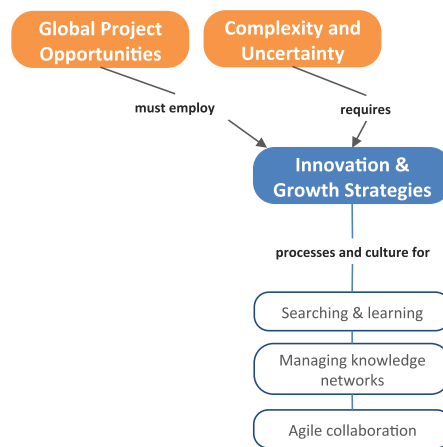 Global Project
Opportunities
Complexity and
Uncertainty
must employ
requires
Innovation &
Growth Strategies
processes and culture for
Searching & learning
Managing knowledge
networks
Agile collaboration